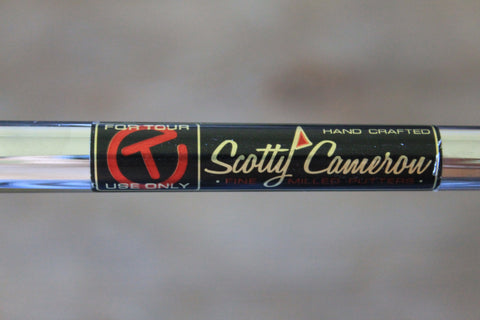 FOR TOUR
T
USE ONLY
HAND CRAFTED
Scotty Cameron
FINE MILLED PUTTERS